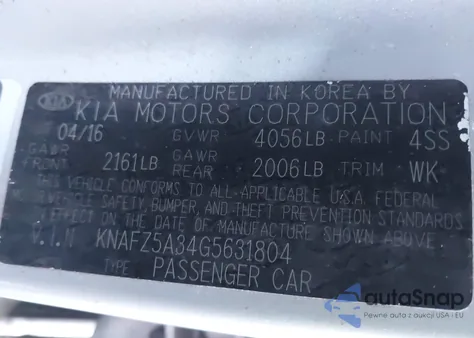 MANUFACTURED IN KOREA BY
KIA KIA MOTORS CORPORATION
04/16 GVWR 4056LB PAINT 4SS
GAWR FRONT 2161LB GAWR REAR 2006LB TRIM WK
THIS VEHICLE CONFORMS TO ALL APPLICABLE U.S.A. FEDERAL
VEHICLE SAFETY, BUMPER, AND THEFT PREVENTION STANDARDS
IN EFFECT ON THE DATE OF MANUFACTURE SHOWN ABOVE.
V.I.N KNAFZ5A34G5631804
TYPE PASSENGER CAR
autoSnap
Pewne auta z aukcji USA i EU